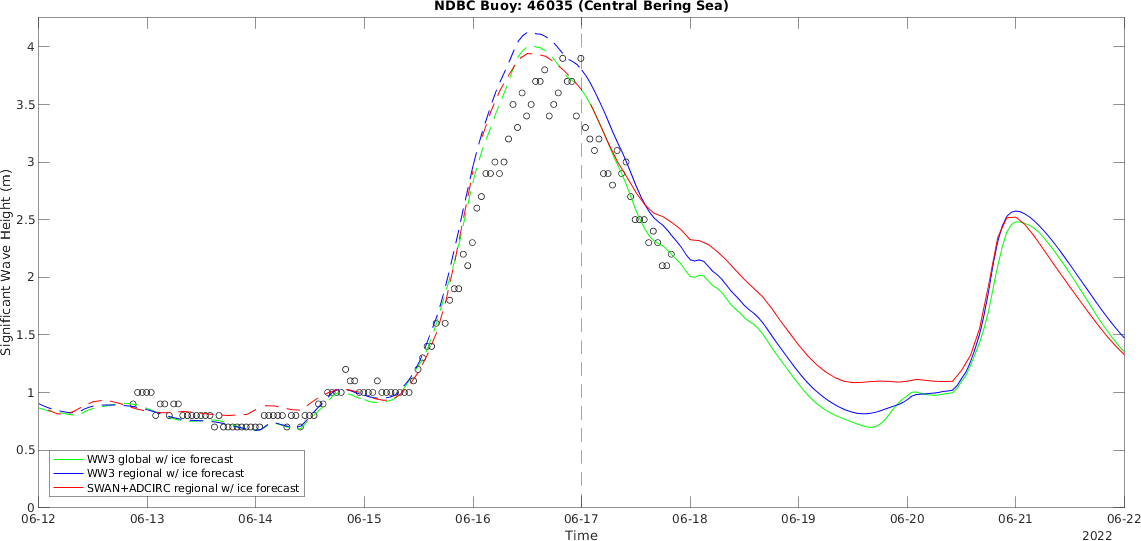 NDBC Buoy: 46035 (Central Bering Sea)
4
3.5
3
2.5
2
1.5
1
0.5
0
Significant Wave Height (m)
WW3 global w/ ice forecast
WW3 regional w/ ice forecast
SWAN+ADCIRC regional w/ ice forecast
06-12 06-13 06-14 06-15 06-16 06-17 06-18 06-19 06-20 06-21 06-22
Time
2022